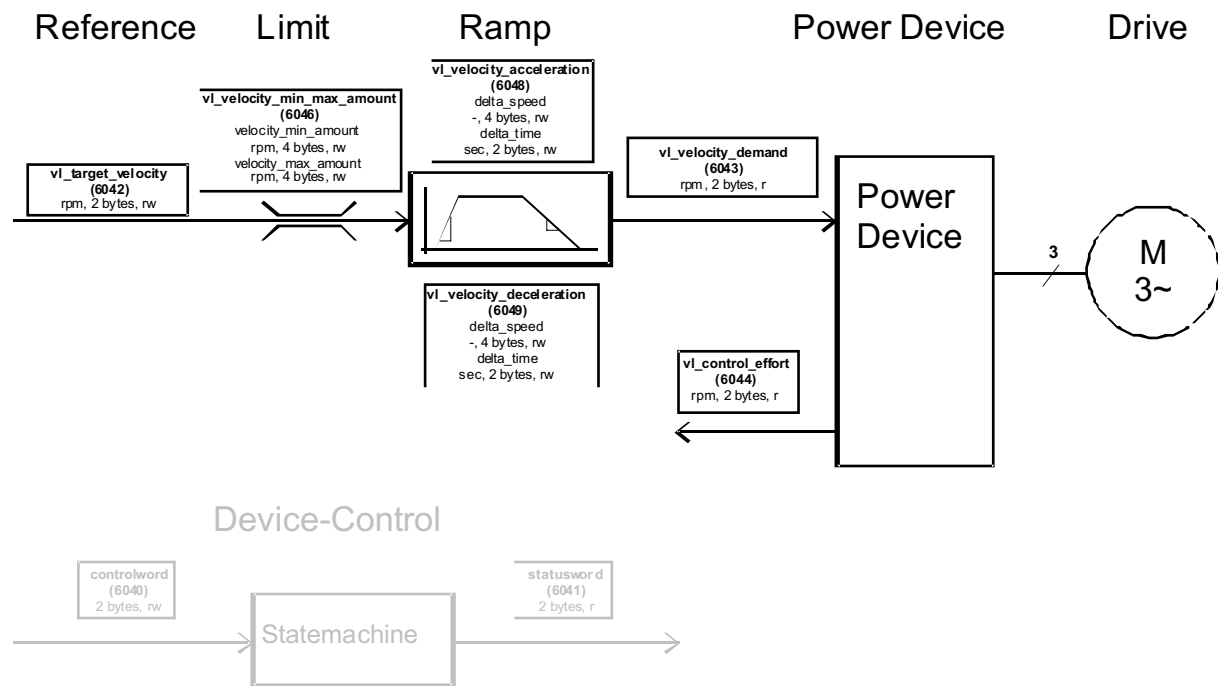 Reference
Limit
Ramp
Power Device
Drive
vl_velocity_acceleration
(6048)
delta_speed
-, 4 bytes, rw
delta_time
sec, 2 bytes, rw
vl_velocity_min_max_amount
(6046)
velocity_min_amount
rpm, 4 bytes, rw
velocity_max_amount
rpm, 4 bytes, rw
vl_target_velocity
(6042)
rpm, 2 bytes, rw
vl_velocity_demand
(6043)
rpm, 2 bytes, r
Power
Device
3
M
3~
vl_velocity_deceleration
(6049)
delta_speed
-, 4 bytes, rw
delta_time
sec, 2 bytes, rw
vl_control_effort
(6044)
rpm, 2 bytes, r
Device-Control
controlword
(6040)
2 bytes, rw
statusword
(6041)
2 bytes, r
Statemachine